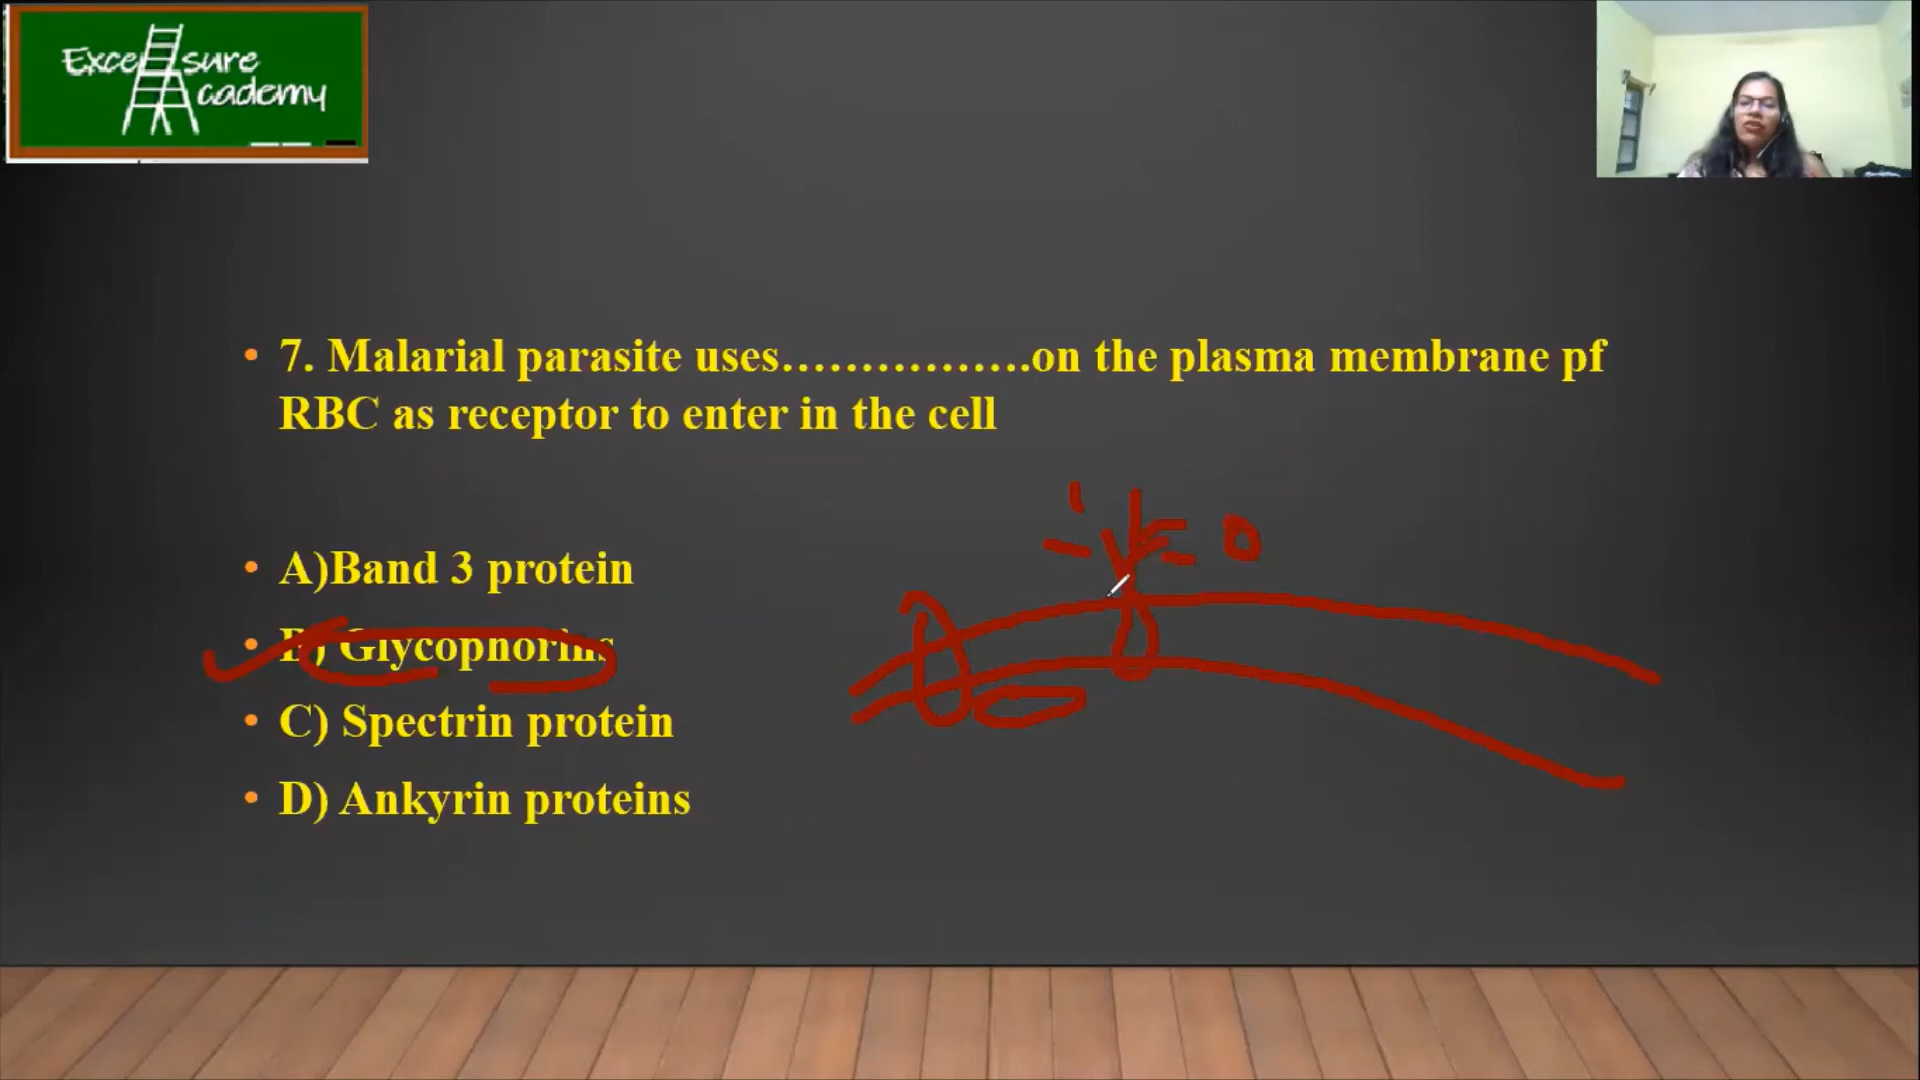 Excel sure
Academy
• 7. Malarial parasite uses................on the plasma membrane pf
RBC as receptor to enter in the cell
• A)Band 3 protein
• B) Glycophorins
• C) Spectrin protein
• D) Ankyrin proteins